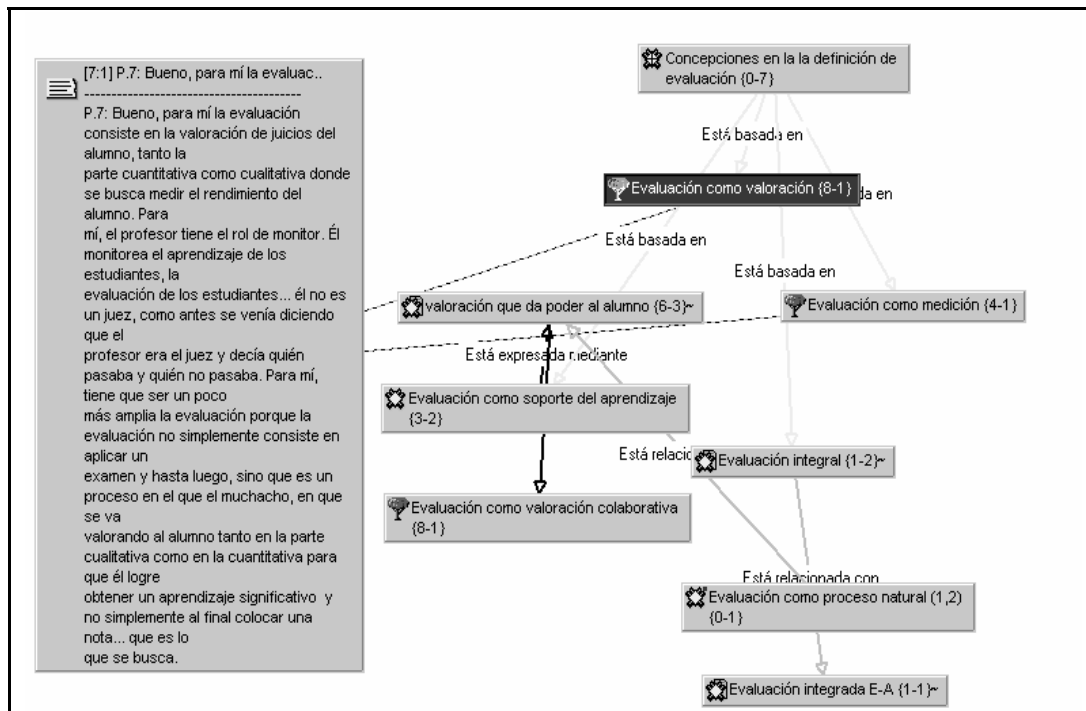 [7:1] P.7: Bueno, para mí la evaluac..
----------------------------------------
P.7: Bueno, para mí la evaluación
consiste en la valoración de juicios del
alumno, tanto la
parte cuantitativa como cualitativa donde
se busca medir el rendimiento del
alumno. Para
mí, el profesor tiene el rol de monitor. Él
monitorea el aprendizaje de los
estudiantes, la
evaluación de los estudiantes... él no es
un juez, como antes se venía diciendo
que el
profesor era el juez y decía quién
pasaba y quién no pasaba. Para mí,
tiene que ser un poco
más amplia la evaluación porque la
evaluación no simplemente consiste en
aplicar un
examen y hasta luego, sino que es un
proceso en el que el muchacho, en que
se va
valorando al alumno tanto en la parte
cualitativa como en la cuantitativa para
que él logre
obtener un aprendizaje significativo y
no simplemente al final colocar una
nota... que es lo
que se busca.
Concepciones en la la definición de
evaluación {0-7}
Está basada en
Evaluación como valoración {8-1}
en
Está basada en
Está basada en
valoración que da poder al alumno {6-3}~
Evaluación como medición {4-1}
Está expresada mediante
Evaluación como soporte del aprendizaje
{3-2}
Está
Evaluación integral {1-2}~
Evaluación como valoración colaborativa
{8-1}
Está relacionada con
Evaluación como proceso natural (1,2)
{0-1}
Evaluación integrada E-A {1-1}~